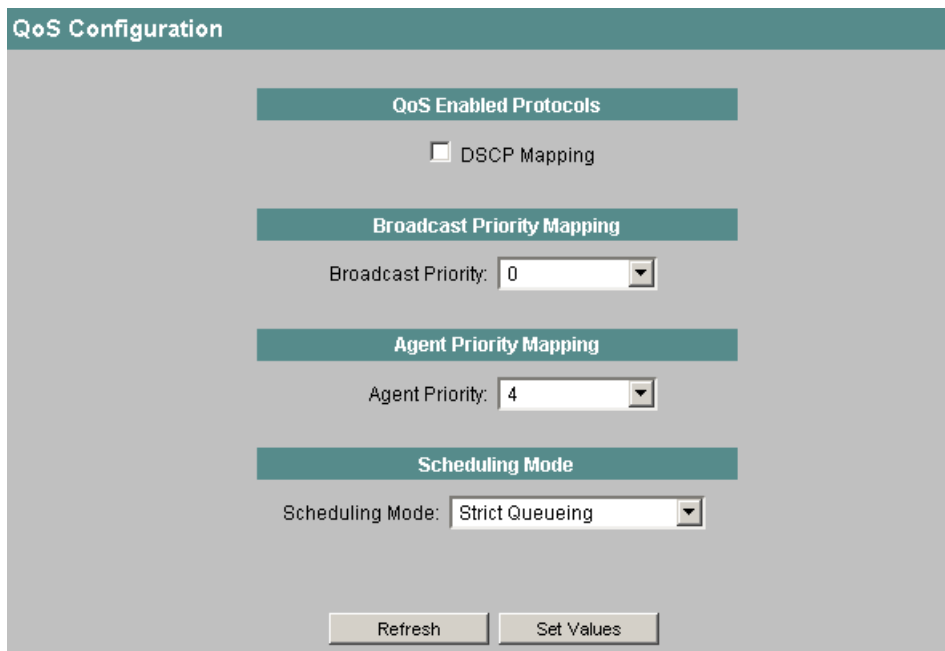 QoS Configuration
QoS Enabled Protocols
DSCP Mapping
Broadcast Priority Mapping
Broadcast Priority: 0
Agent Priority Mapping
Agent Priority: 4
Scheduling Mode
Scheduling Mode: Strict Queueing
Refresh Set Values